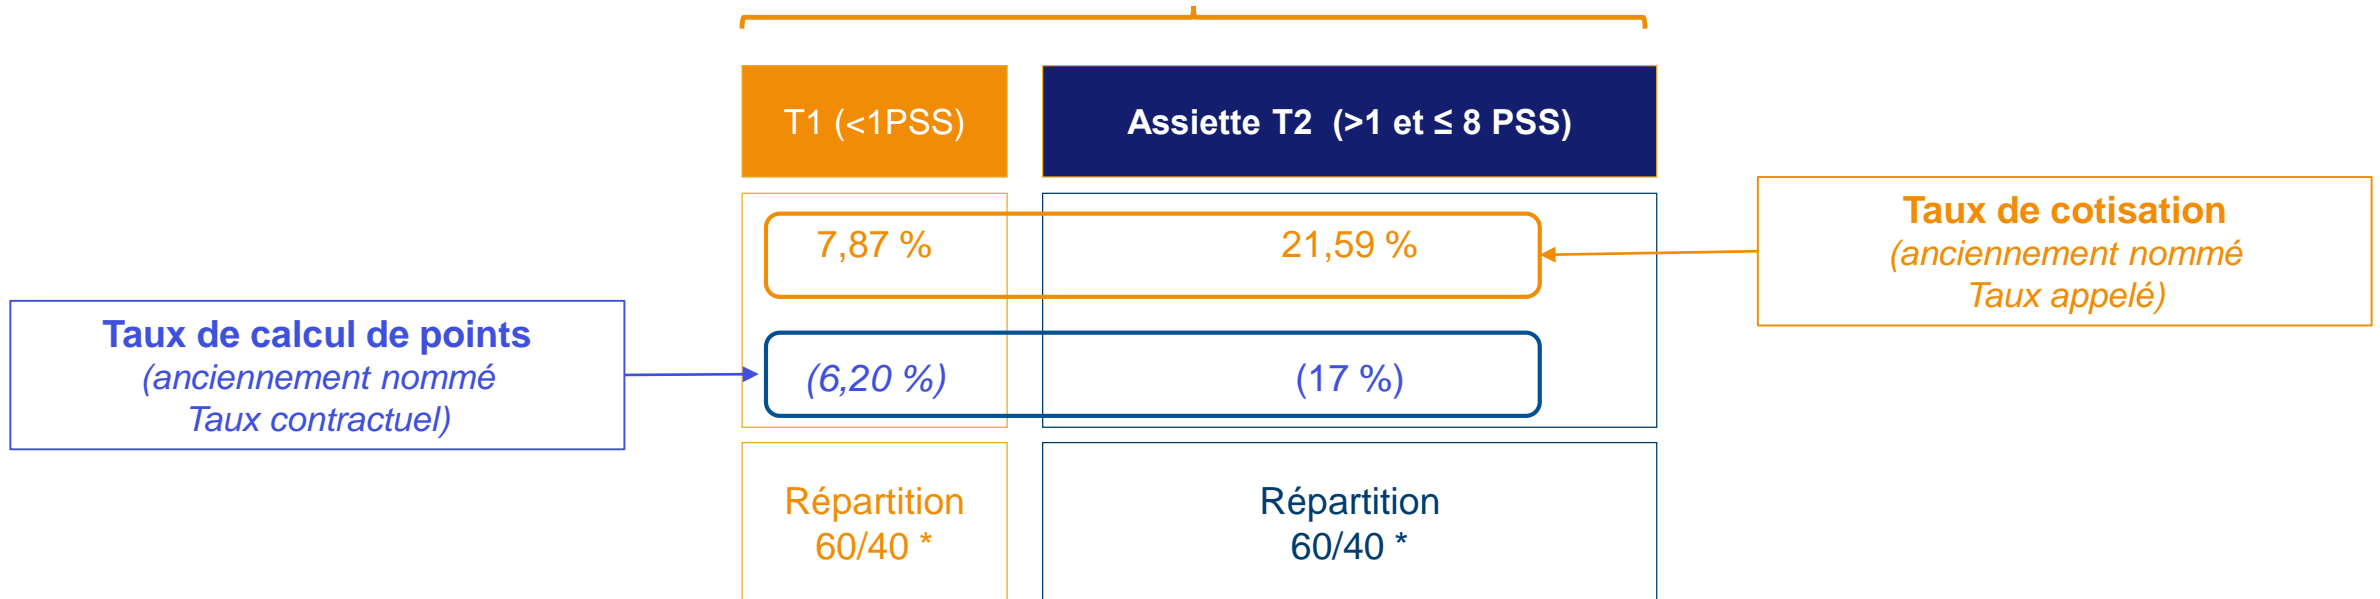 T1 (<1PSS)
Assiette T2 (>1 et ≤ 8 PSS)
7,87 %
21,59 %
Taux de cotisation
(anciennement nommé
Taux appelé)
Taux de calcul de points
(anciennement nommé
Taux contractuel)
(6,20 %)
(17 %)
Répartition
60/40 *
Répartition
60/40 *